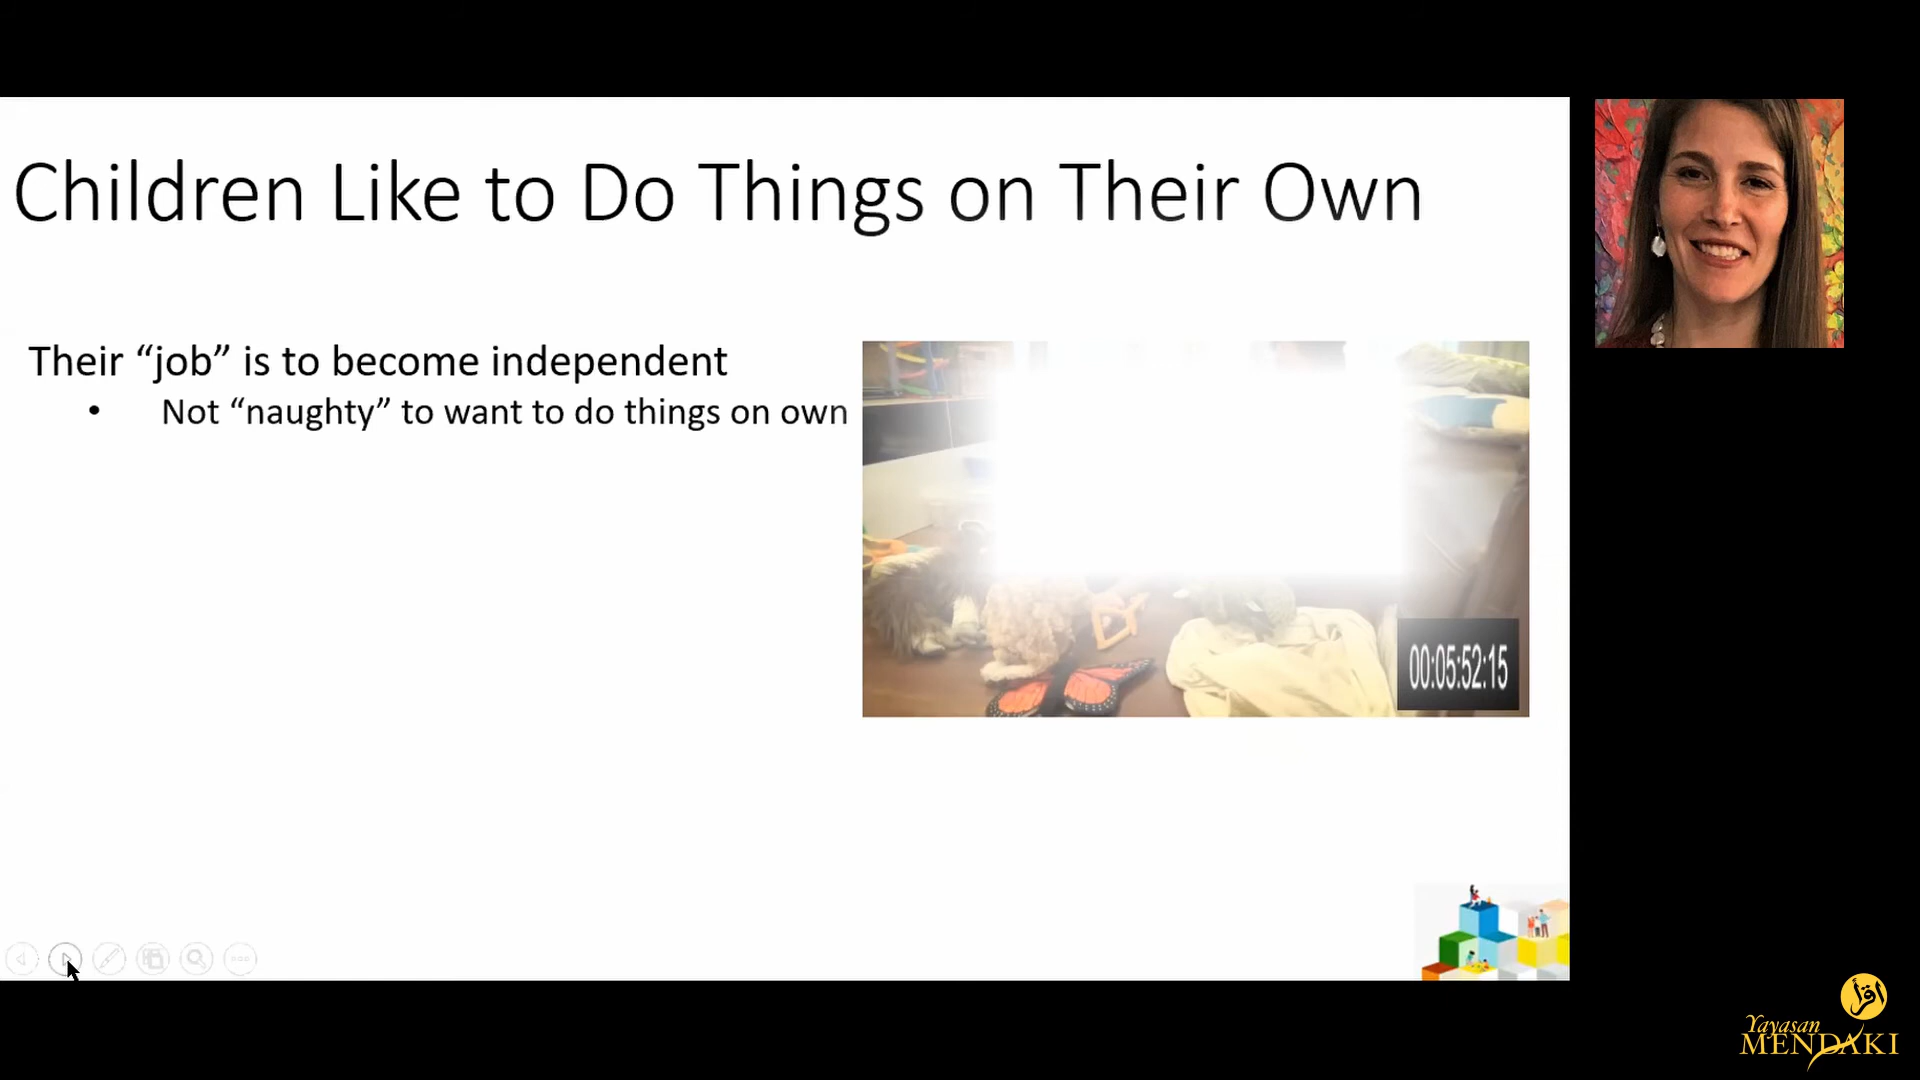 Children Like to Do Things on Their Own
Their “job” is to become independent
• Not “naughty” to want to do things on own
00:05:52:15
اقرأ
Yayasan
MENDAKI